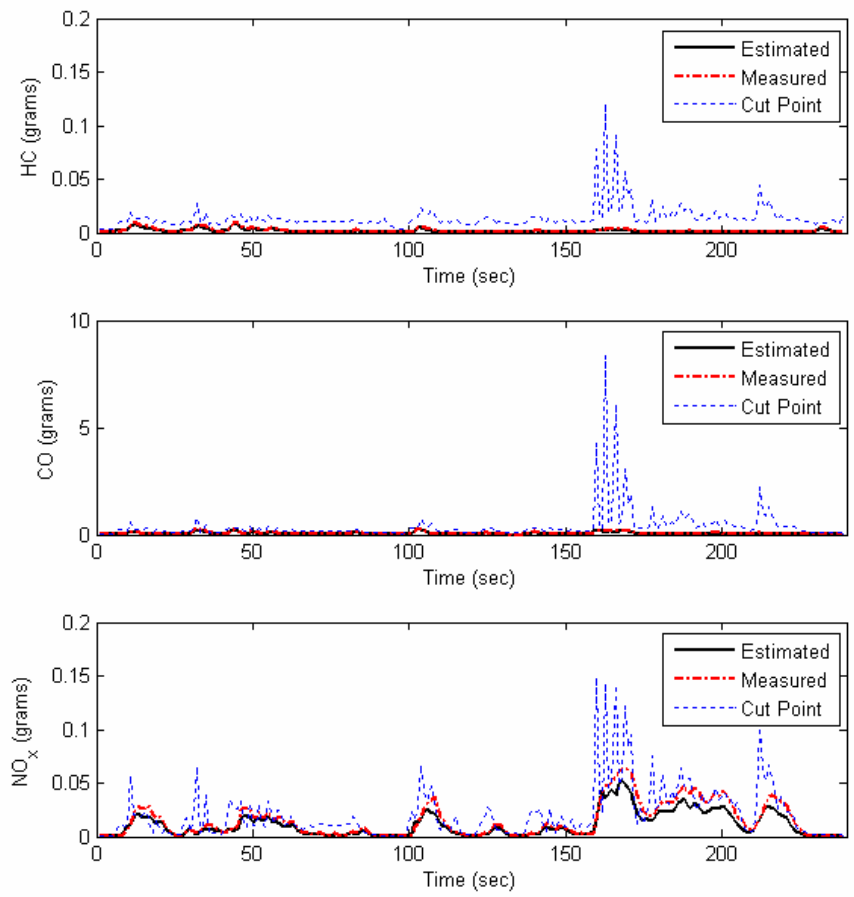 0.2
0.15
0.1
0.05
0
HC (grams)
Estimated
Measured
Cut Point
0 50 100 150 200
Time (sec)
10
5
0
CO (grams)
Estimated
Measured
Cut Point
0 50 100 150 200
Time (sec)
0.2
0.15
0.1
0.05
0
NOx (grams)
Estimated
Measured
Cut Point
0 50 100 150 200
Time (sec)